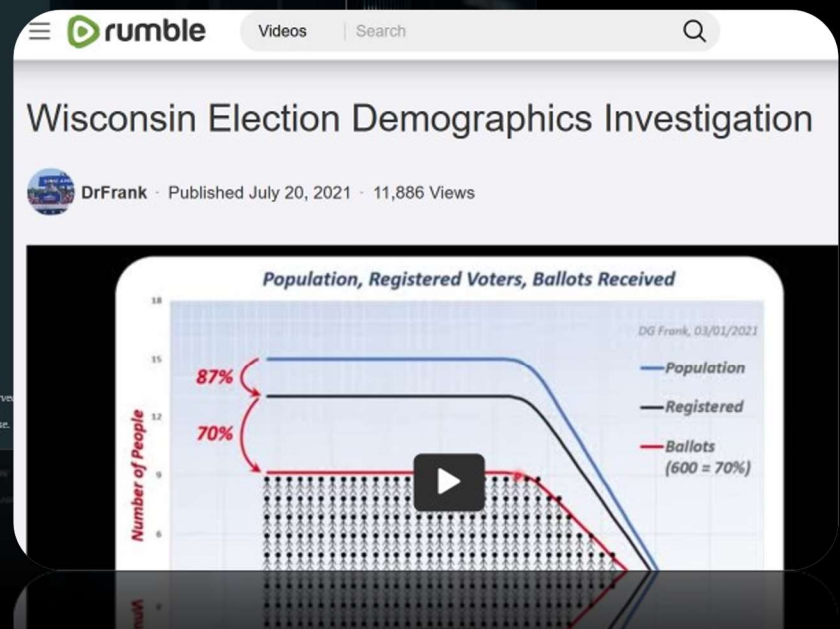 rumble
Videos
Search
Wisconsin Election Demographics Investigation
DrFrank · Published July 20, 2021 · 11,886 Views
Population, Registered Voters, Ballots Received
18
DG Frank, 03/01/2021
15
87%
Population
12
Registered
70%
Ballots
(600 = 70%)
9
6
Number of People